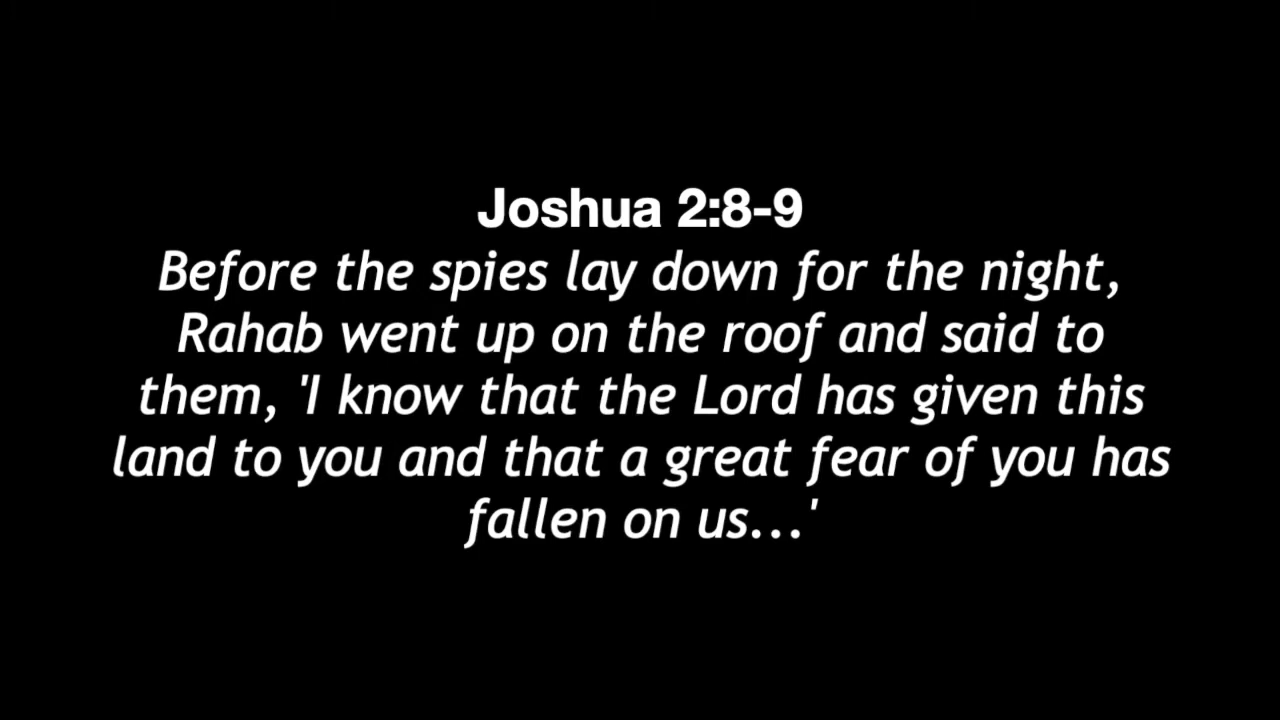 Joshua 2:8-9
Before the spies lay down for the night,
Rahab went up on the roof and said to
them, 'I know that the Lord has given this
land to you and that a great fear of you has
fallen on us...'